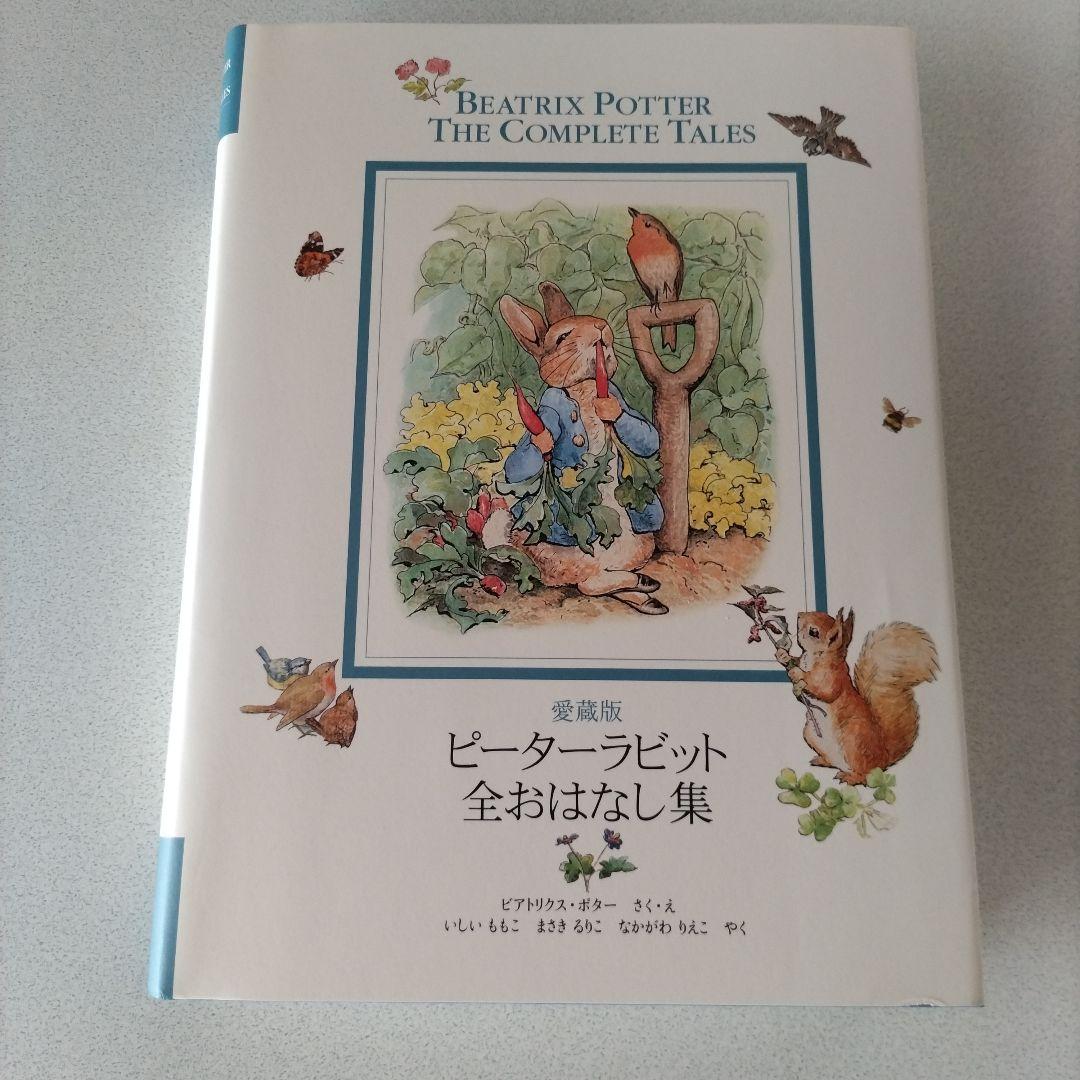 BEATRIX POTTER
THE COMPLETE TALES
愛蔵版
ピーターラビット
全おはなし集
ビアトリクス・ポター　さく・え
いしい ももこ　まさき るりこ　なかがわ りえこ　やく